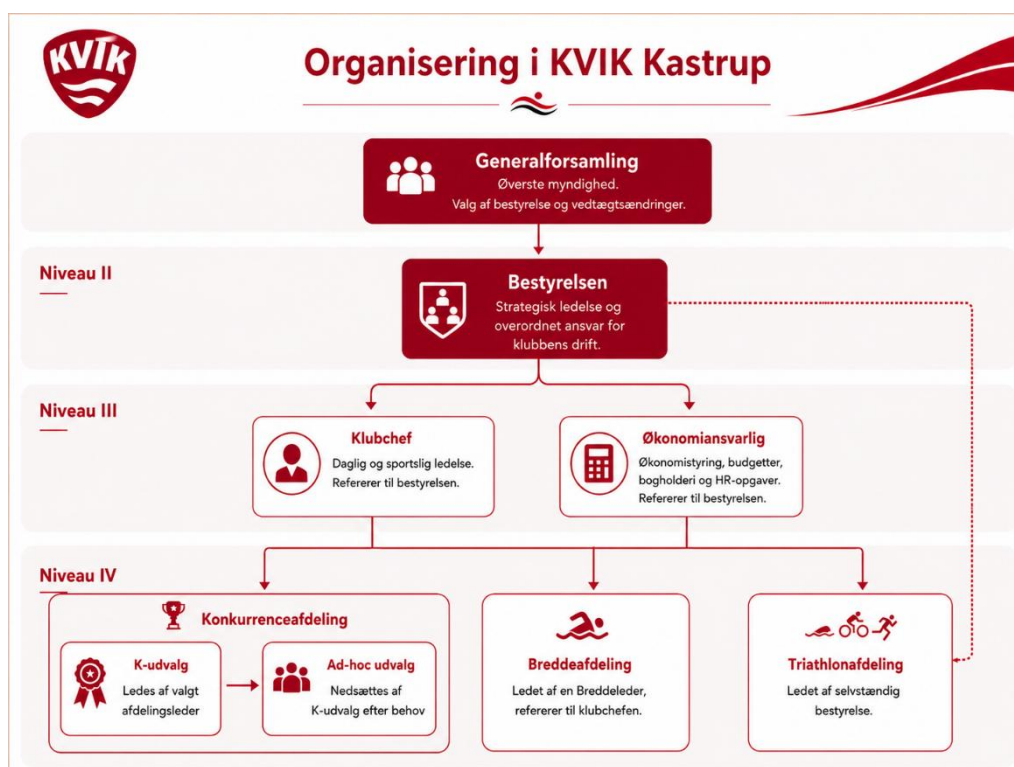 KVIK
Organisering i KVIK Kastrup
Generalforsamling
Øverste myndighed.
Valg af bestyrelse og vedtægtsændringer.
Niveau II
Bestyrelsen
Strategisk ledelse og
overordnet ansvar for
klubbens drift.
Niveau III
Klubchef
Daglig og sportslig ledelse.
Refererer til bestyrelsen.
Økonomiansvarlig
Økonomistyring, budgetter,
bogholderi og HR-opgaver.
Refererer til bestyrelsen.
Niveau IV
Konkurrenceafdeling
K-udvalg
Ledes af valgt
afdelingsleder
Ad-hoc udvalg
Nedsættes af
K-udvalg efter behov
Breddeafdeling
Ledet af en Breddeleder,
refererer til klubchefen.
Triathlonafdeling
Ledet af selvstændig
bestyrelse.